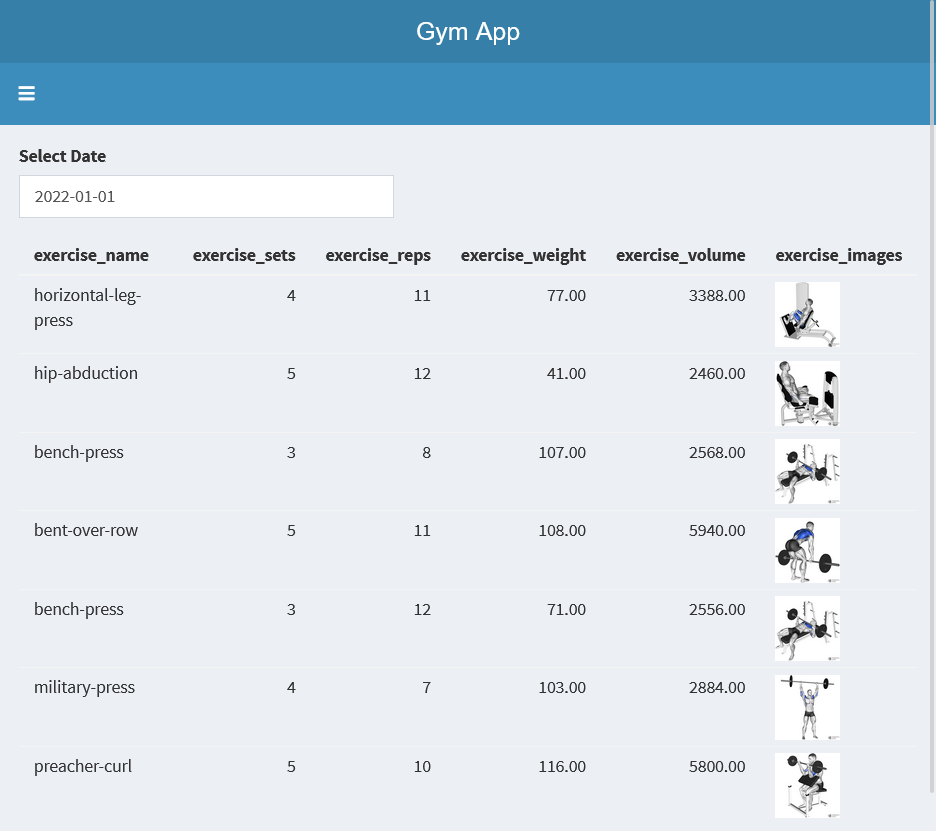 Gym App
Select Date
2022-01-01
exercise_name exercise_sets exercise_reps exercise_weight exercise_volume exercise_images
horizontal-leg-press 4 11 77.00 3388.00
hip-abduction 5 12 41.00 2460.00
bench-press 3 8 107.00 2568.00
bent-over-row 5 11 108.00 5940.00
bench-press 3 12 71.00 2556.00
military-press 4 7 103.00 2884.00
preacher-curl 5 10 116.00 5800.00